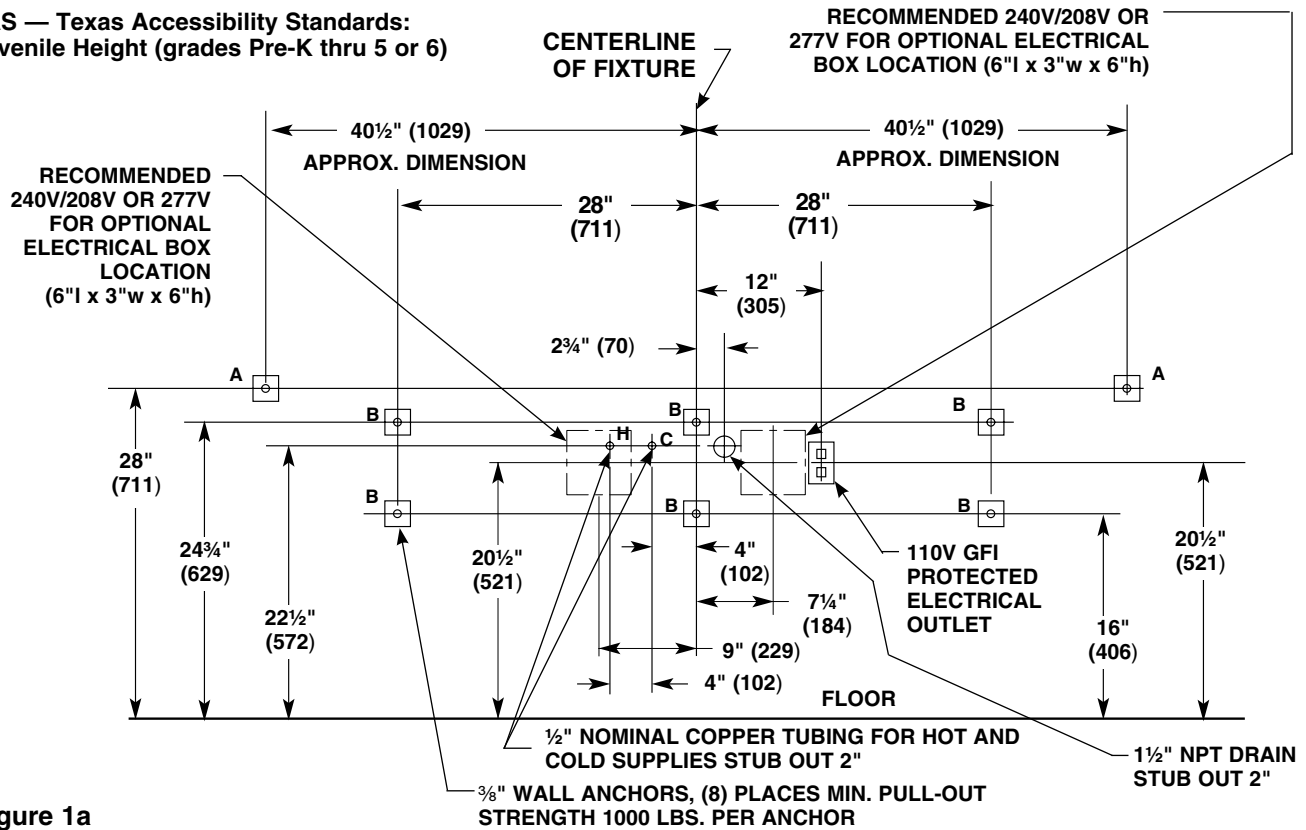 AS — Texas Accessibility Standards:
venile Height (grades Pre-K thru 5 or 6)
CENTERLINE
OF FIXTURE
RECOMMENDED 240V/208V OR
277V FOR OPTIONAL ELECTRICAL
BOX LOCATION (6"l x 3"w x 6"h)
40½" (1029)
APPROX. DIMENSION
40½" (1029)
APPROX. DIMENSION
RECOMMENDED
240V/208V OR 277V
FOR OPTIONAL
ELECTRICAL BOX
LOCATION
(6"l x 3"w x 6"h)
28"
(711)
28"
(711)
12"
(305)
2¾" (70)
A
A
B
B
B
H
C
28"
(711)
B
B
B
24¾"
(629)
20½"
(521)
4"
(102)
110V GFI
PROTECTED
ELECTRICAL
OUTLET
20½"
(521)
22½"
(572)
7¼"
(184)
16"
(406)
9" (229)
4" (102)
FLOOR
½" NOMINAL COPPER TUBING FOR HOT AND
COLD SUPPLIES STUB OUT 2"
1½" NPT DRAIN
STUB OUT 2"
⅜" WALL ANCHORS, (8) PLACES MIN. PULL-OUT
STRENGTH 1000 LBS. PER ANCHOR
gure 1a